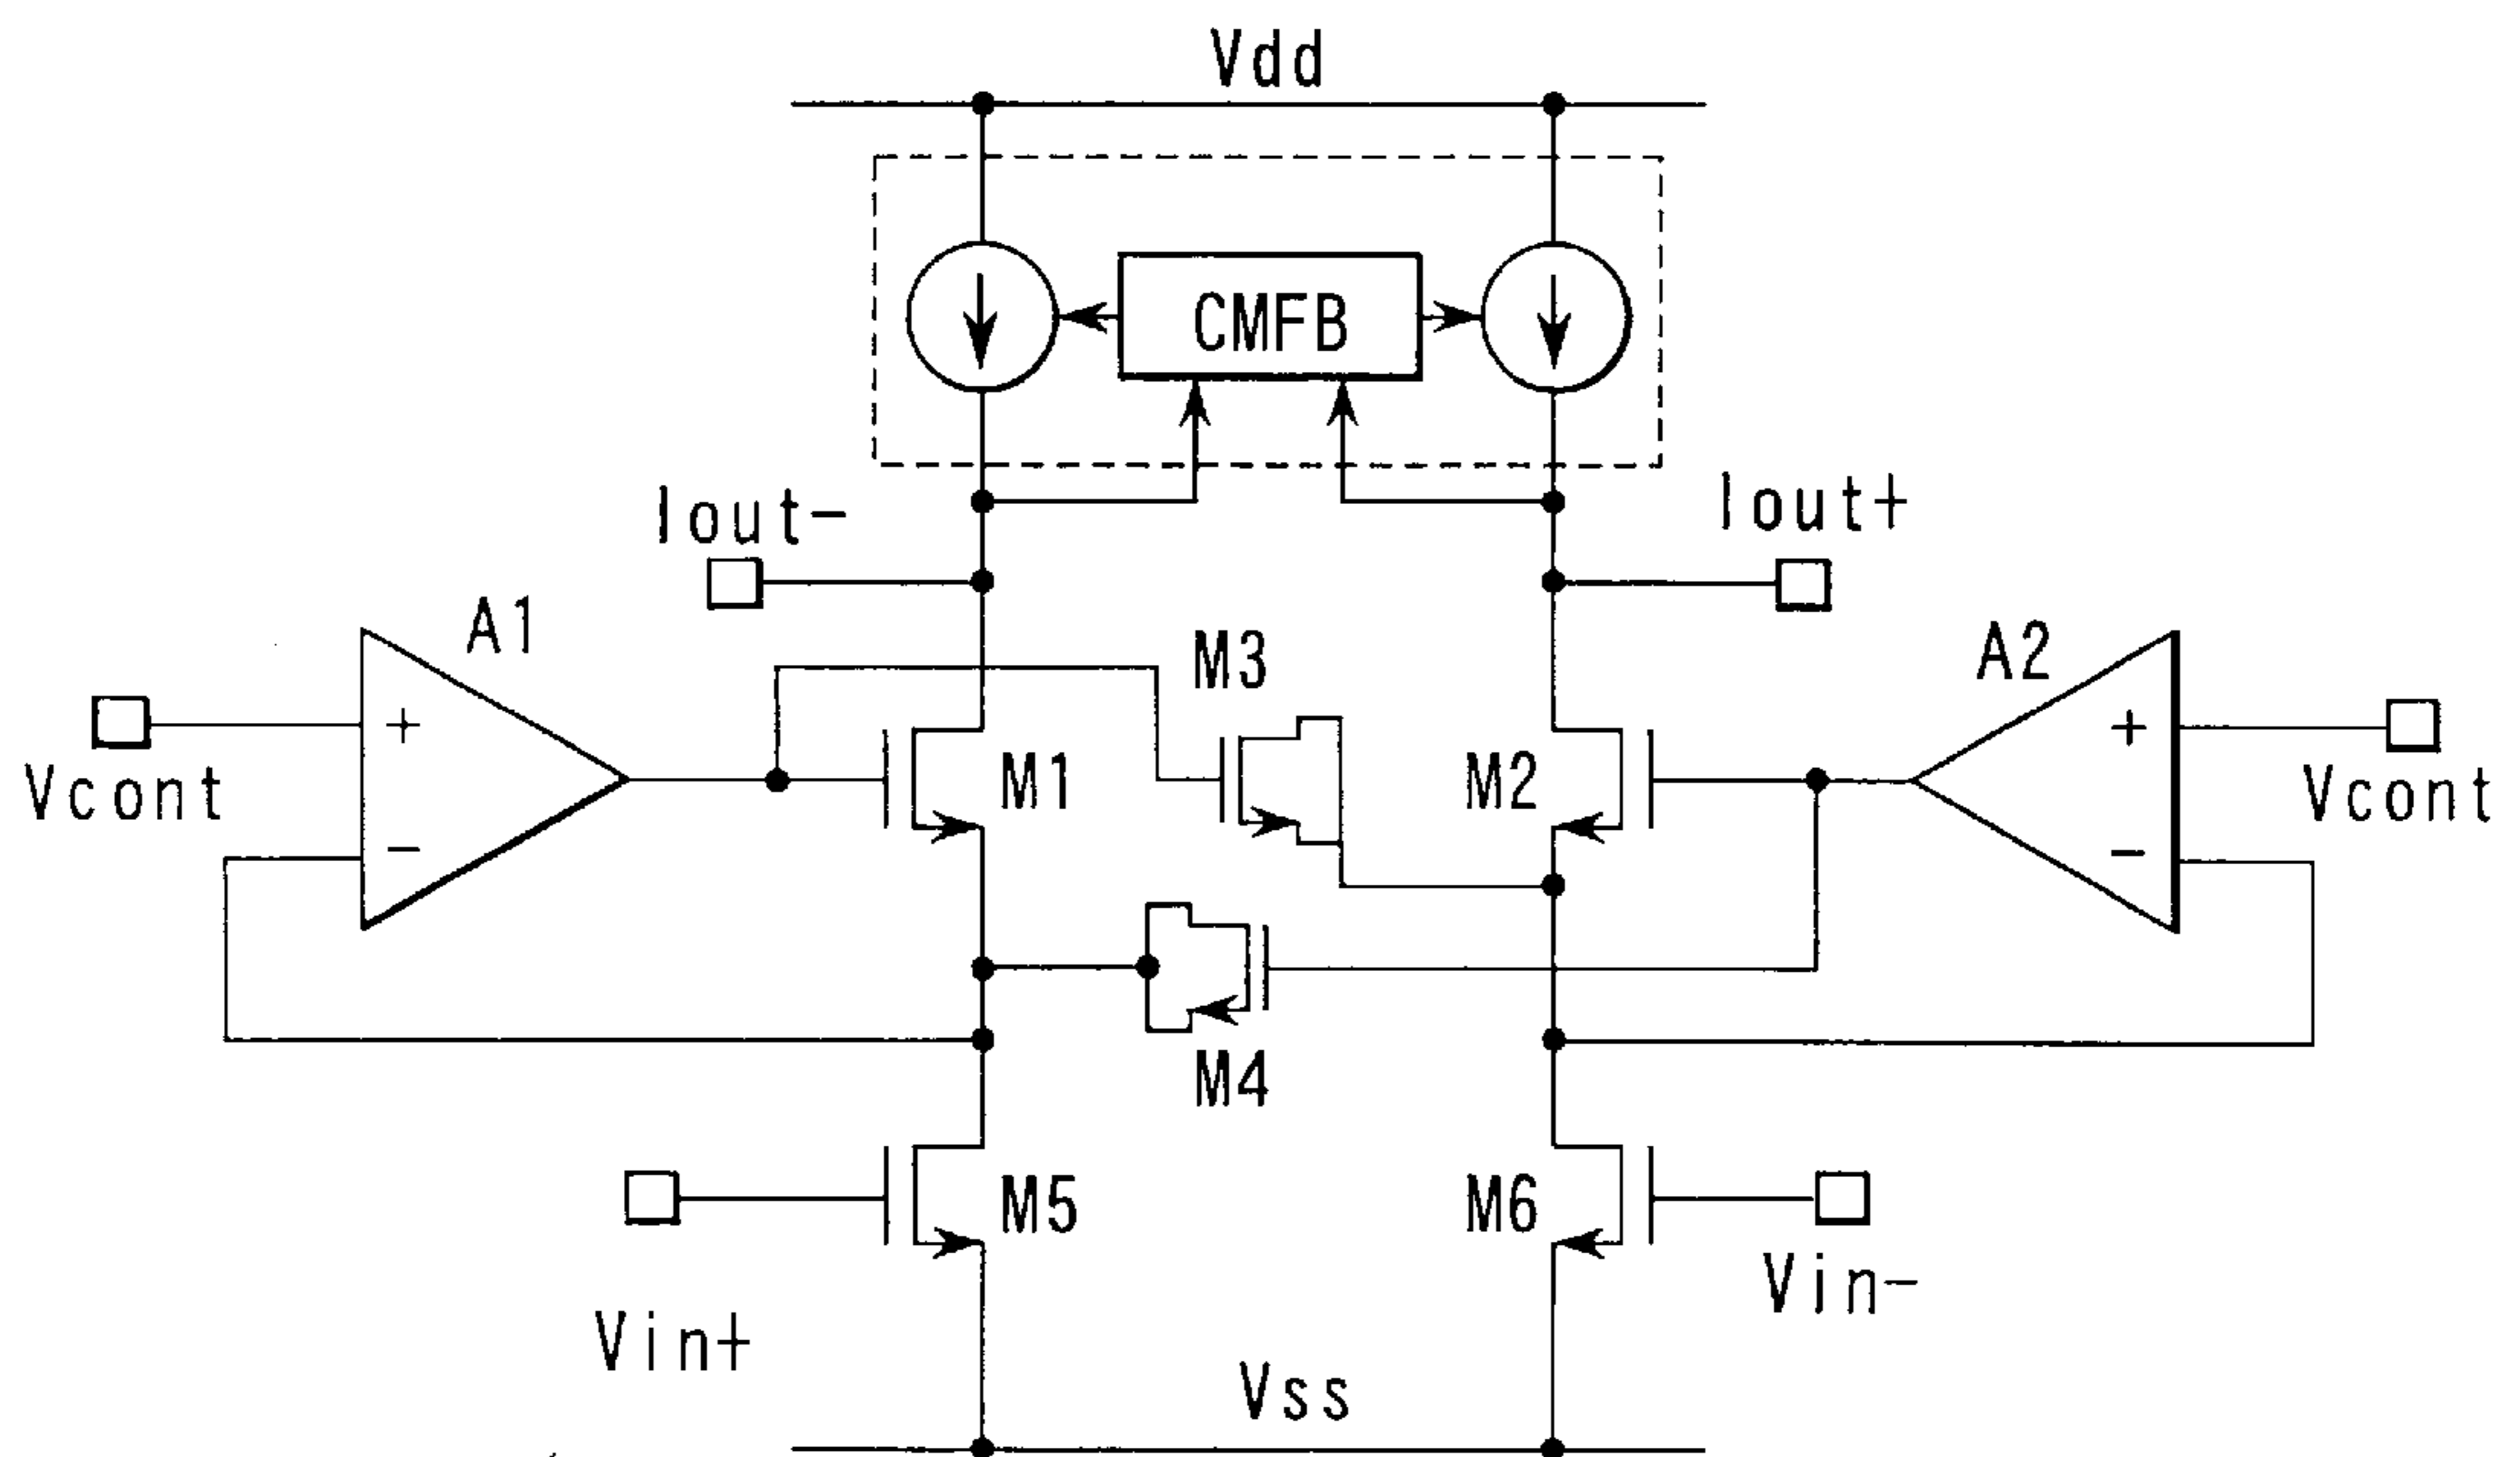 Vdd
CMFB
Iout-
Iout+
A1
M3
A2
+
+
M1
M2
Vcont
Vcont
-
-
M4
M5
M6
Vin-
Vin+
Vss